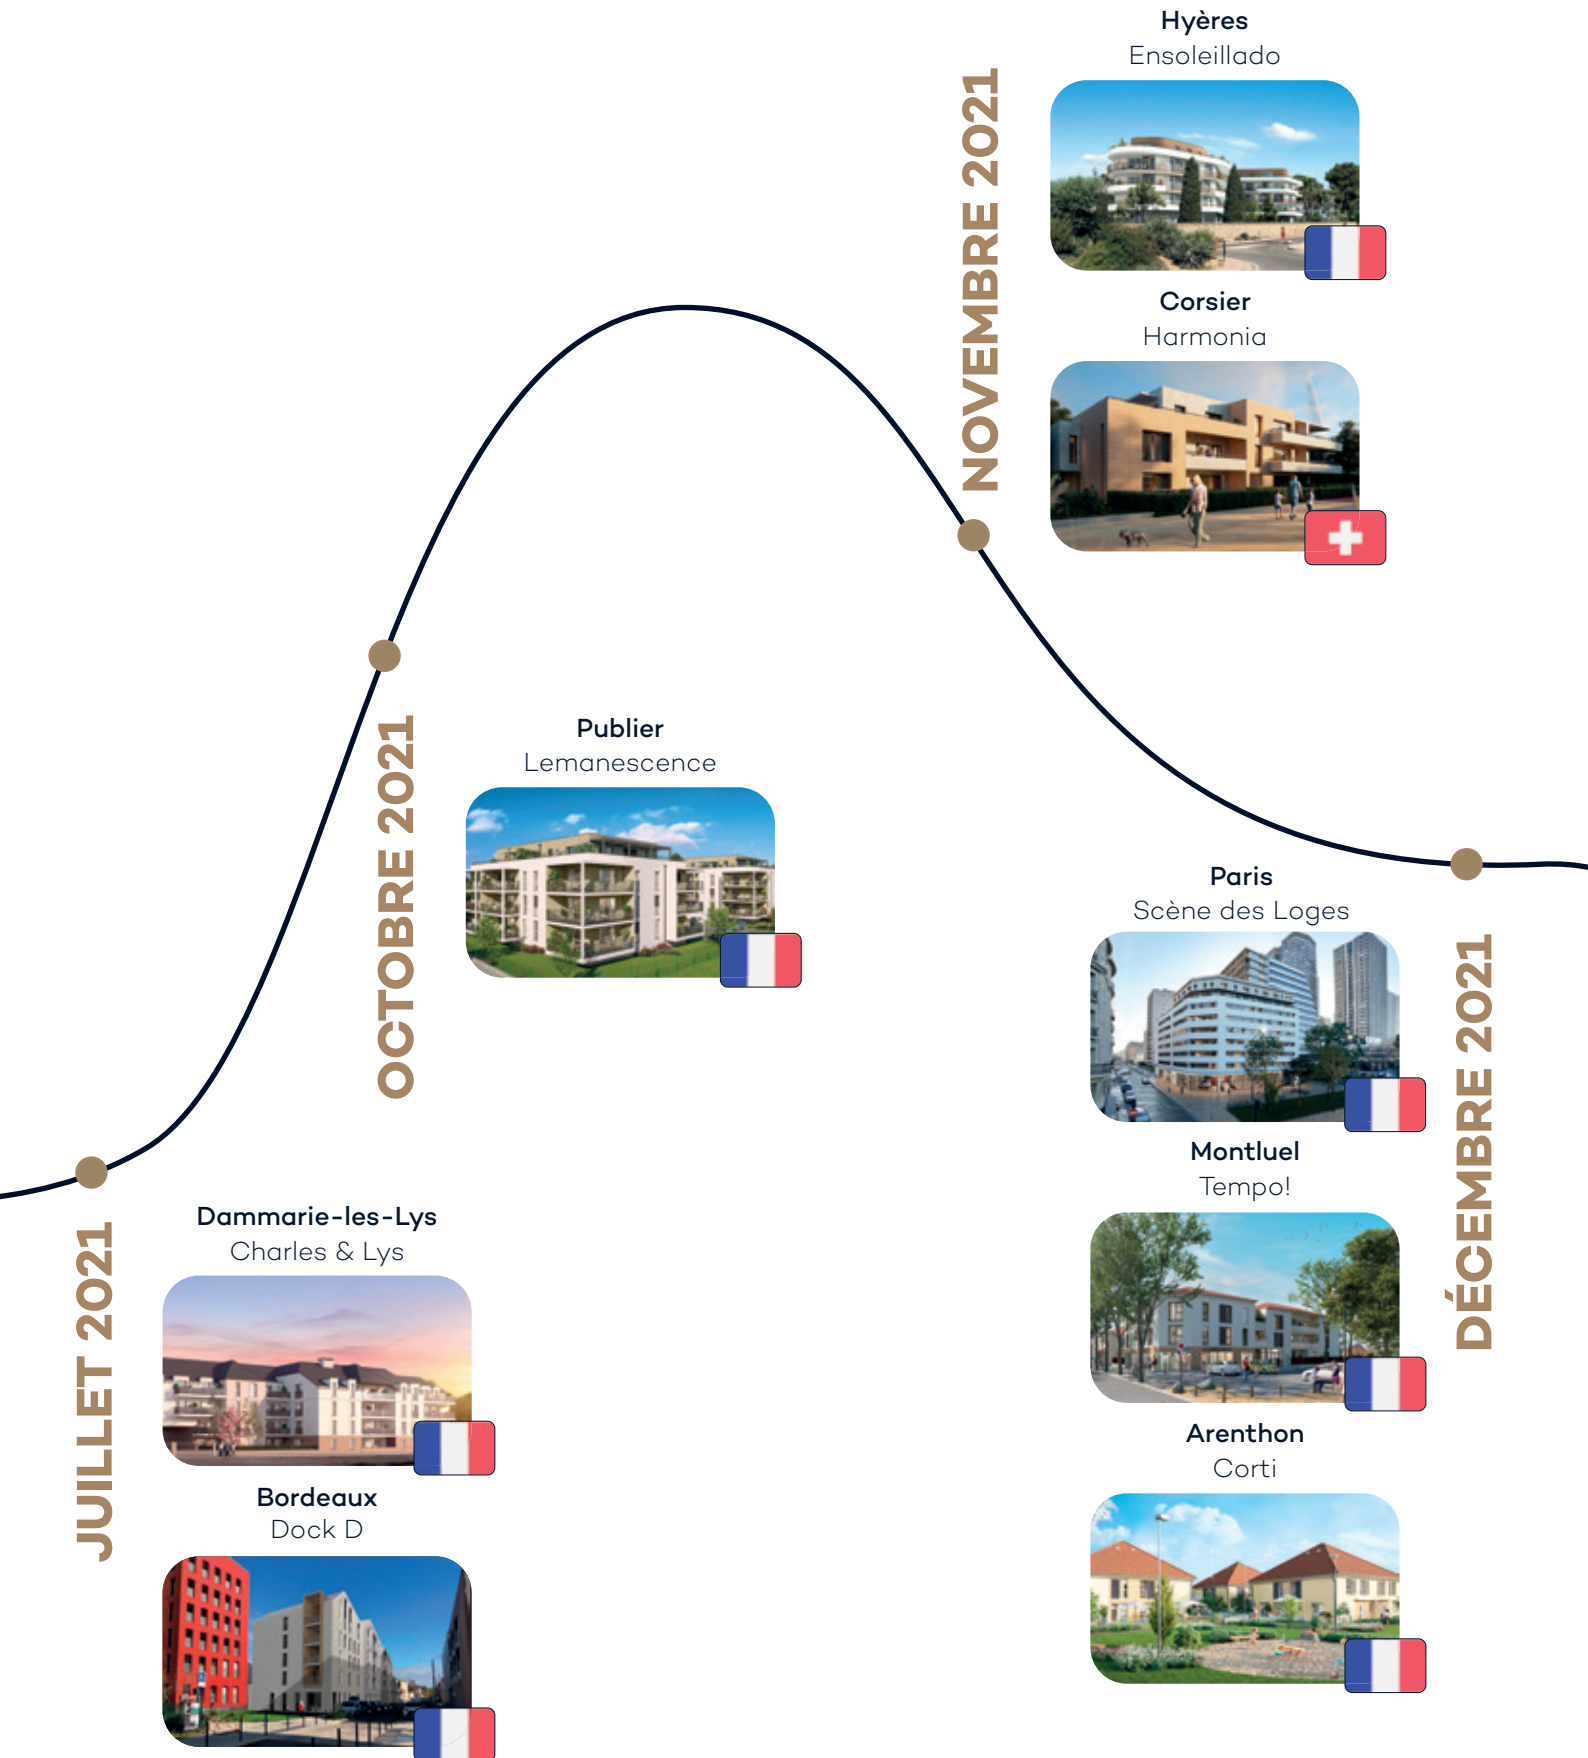 JUILLET 2021
Dammarie-les-Lys
Charles & Lys
Bordeaux
Dock D
OCTOBRE 2021
Publier
Lemanescence
NOVEMBRE 2021
Hyères
Ensoleillado
Corsier
Harmonia
DÉCEMBRE 2021
Paris
Scène des Loges
Montluel
Tempo!
Arenthon
Corti